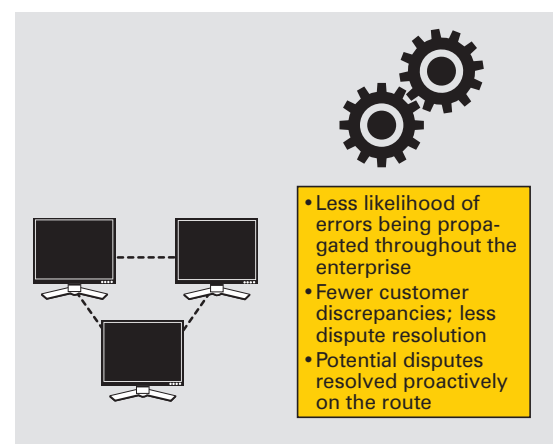 •Less likelihood of
errors being propa-
gated throughout the
enterprise
•Fewer customer
discrepancies; less
dispute resolution
•Potential disputes
resolved proactively
on the route